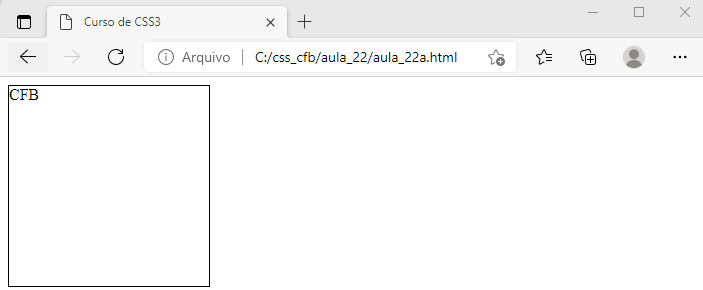 Curso de CSS3
Arquivo C:/css_cfb/aula_22/aula_22a.html
CFB